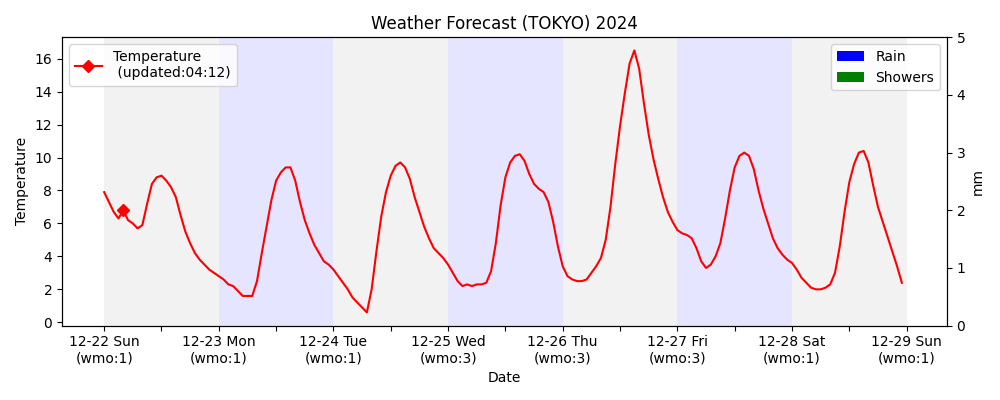 Weather Forecast (TOKYO) 2024
Temperature
(updated:04:12)
Rain
Showers
Temperature
16
14
12
10
8
6
4
2
0
5
4
3
2
1
0
mm
12-22 Sun
(wmo:1)
12-23 Mon
(wmo:1)
12-24 Tue
(wmo:1)
12-25 Wed
(wmo:3)
12-26 Thu
(wmo:3)
12-27 Fri
(wmo:3)
12-28 Sat
(wmo:1)
12-29 Sun
(wmo:1)
Date